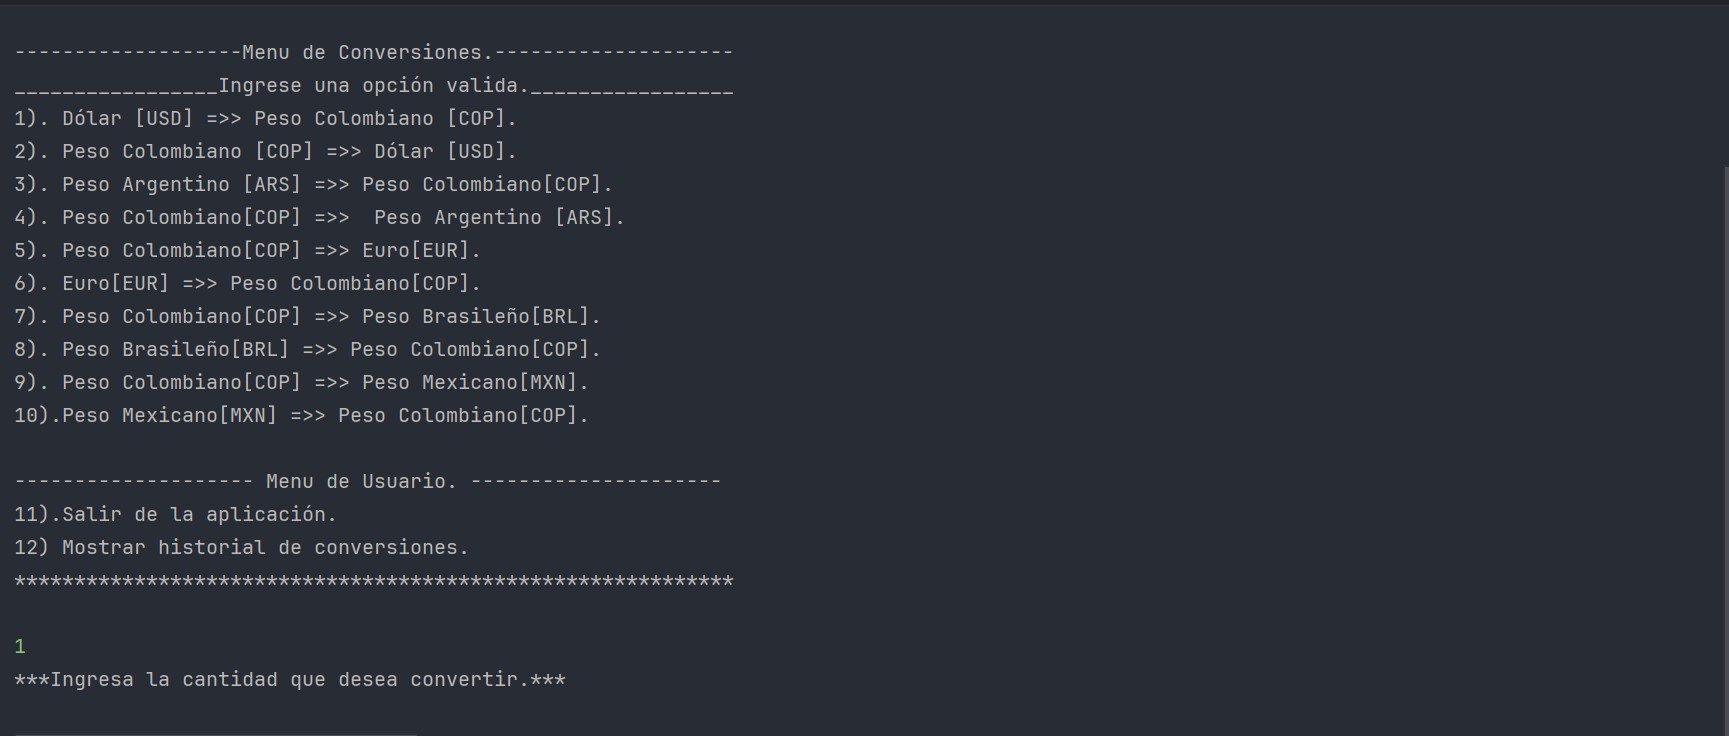 -------------------Menu de Conversiones.--------------------
_________________Ingrese una opción valida._________________
1). Dólar [USD] =>> Peso Colombiano [COP].
2). Peso Colombiano [COP] =>> Dólar [USD].
3). Peso Argentino [ARS] =>> Peso Colombiano[COP].
4). Peso Colombiano[COP] =>>  Peso Argentino [ARS].
5). Peso Colombiano[COP] =>> Euro[EUR].
6). Euro[EUR] =>> Peso Colombiano[COP].
7). Peso Colombiano[COP] =>> Peso Brasileño[BRL].
8). Peso Brasileño[BRL] =>> Peso Colombiano[COP].
9). Peso Colombiano[COP] =>> Peso Mexicano[MXN].
10).Peso Mexicano[MXN] =>> Peso Colombiano[COP].
-------------------- Menu de Usuario. ---------------------
11).Salir de la aplicación.
12) Mostrar historial de conversiones.
************************************************************
1
***Ingresa la cantidad que desea convertir.***